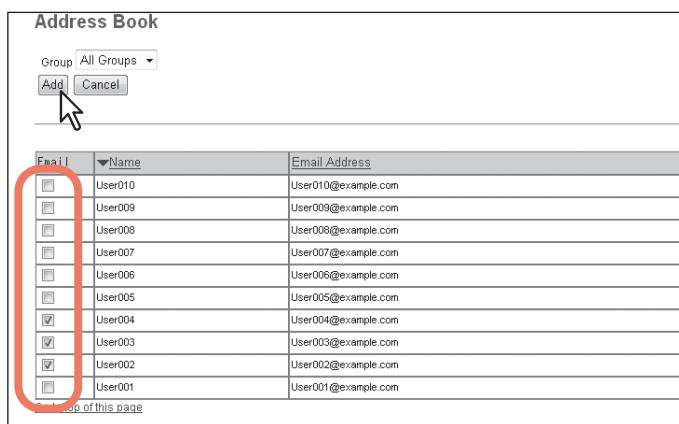 Address Book
Group All Groups
Add Cancel
Email Name Email Address
User010 User010@example.com
User009 User009@example.com
User008 User008@example.com
User007 User007@example.com
User006 User006@example.com
User005 User005@example.com
User004 User004@example.com
User003 User003@example.com
User002 User002@example.com
User001 User001@example.com
top of this page